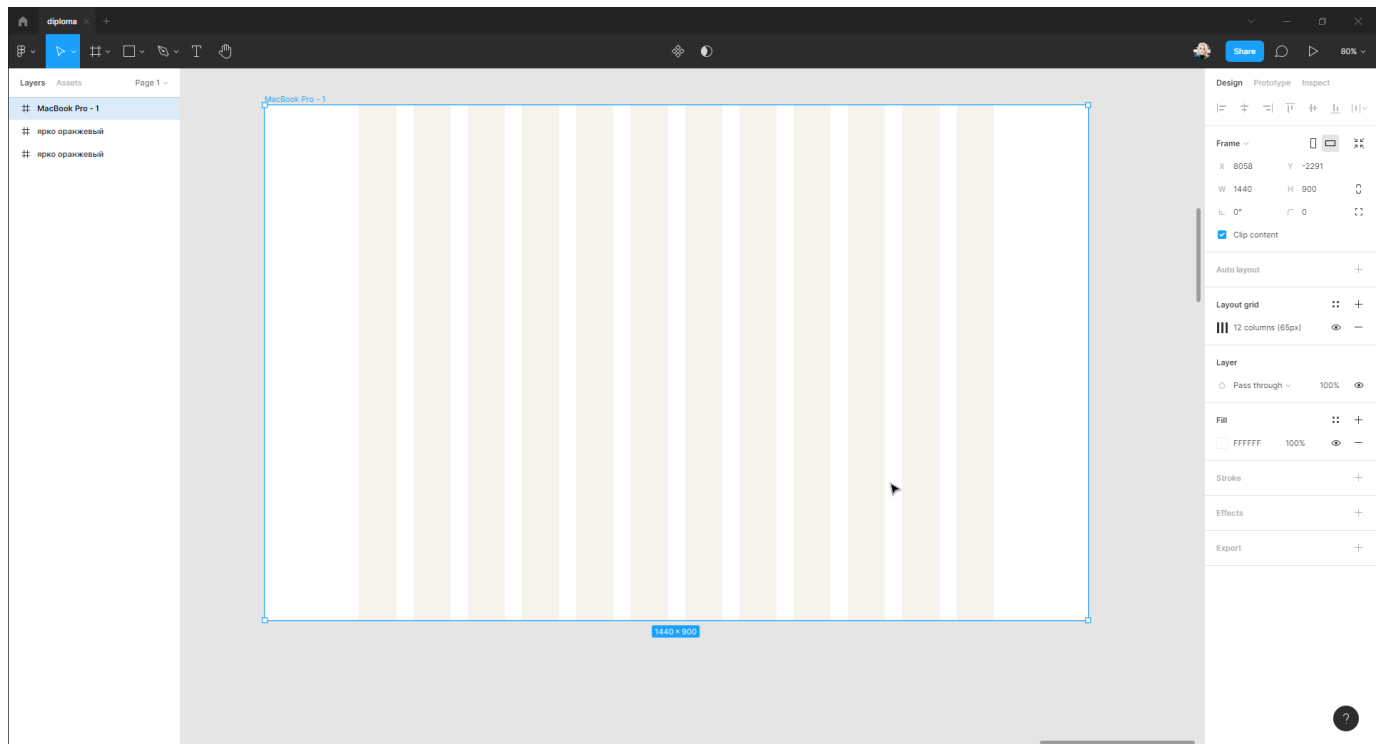 diploma
Share
80%
Layers Assets Page 1
MacBook Pro - 1
ярко оранжевый
ярко оранжевый
MacBook Pro - 1
1440 × 900
Design Prototype Inspect
Frame
X 8058 Y -2291
W 1440 H 900
0° 0
Clip content
Auto layout
Layout grid
12 columns (65px)
Layer
Pass through 100%
Fill
FFFFFF 100%
Stroke
Effects
Export
?